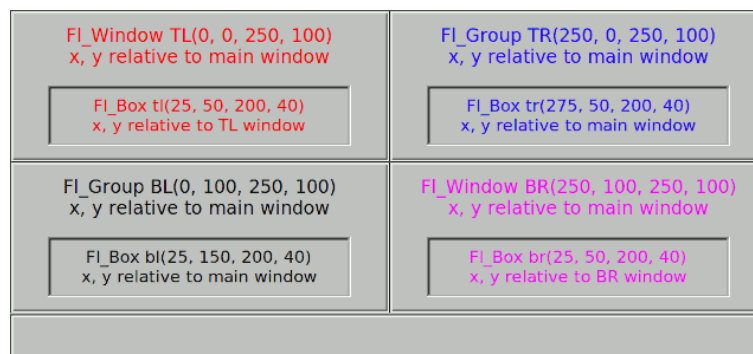 Fl_Window TL(0, 0, 250, 100)
x, y relative to main window
Fl_Box tl(25, 50, 200, 40)
x, y relative to TL window
Fl_Group TR(250, 0, 250, 100)
x, y relative to main window
Fl_Box tr(275, 50, 200, 40)
x, y relative to main window
Fl_Group BL(0, 100, 250, 100)
x, y relative to main window
Fl_Box bl(25, 150, 200, 40)
x, y relative to main window
Fl_Window BR(250, 100, 250, 100)
x, y relative to main window
Fl_Box br(25, 50, 200, 40)
x, y relative to BR window